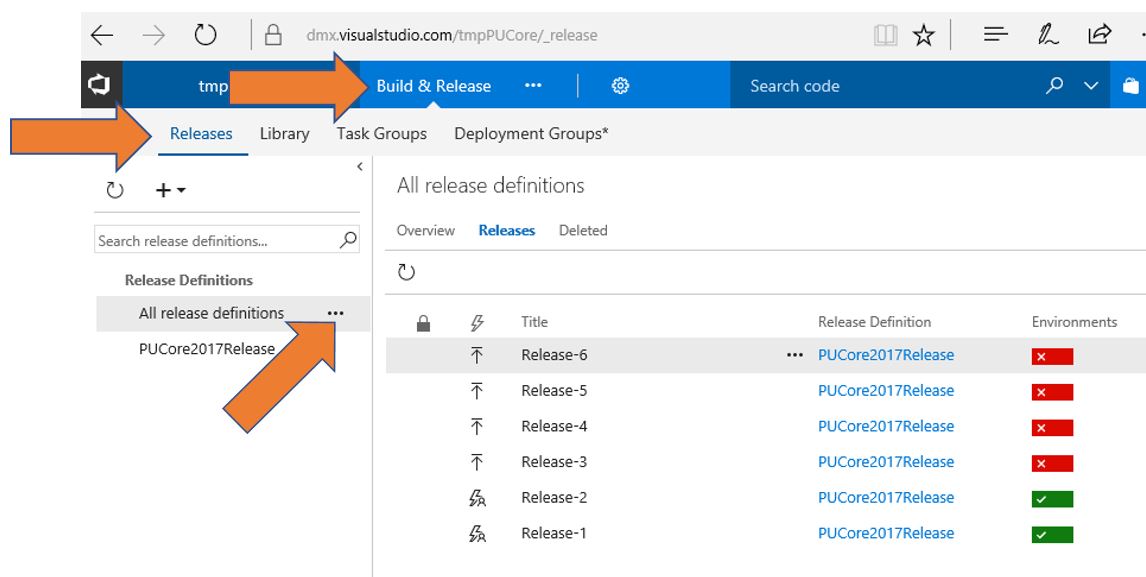 dmx.visualstudio.com/tmpPUCore/_release
tmp Build & Release Search code
Releases Library Task Groups Deployment Groups*
All release definitions
Overview Releases Deleted
Search release definitions...
Release Definitions
All release definitions
PUCore2017Release
Title Release Definition Environments
Release-6 PUCore2017Release
Release-5 PUCore2017Release
Release-4 PUCore2017Release
Release-3 PUCore2017Release
Release-2 PUCore2017Release
Release-1 PUCore2017Release